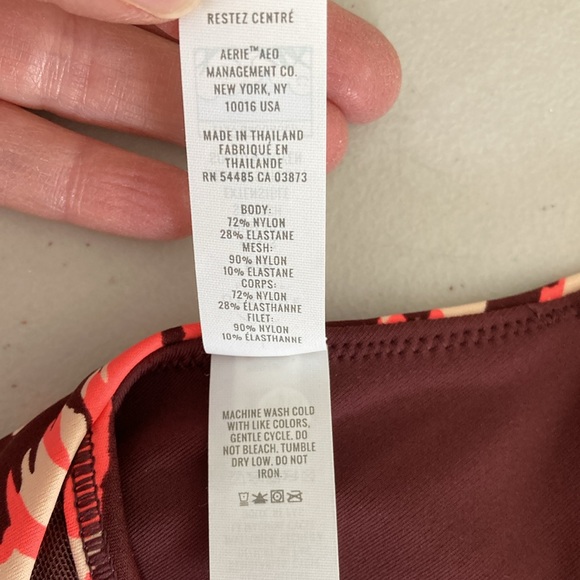 RESTEZ CENTRÉ
AERIE™AEO
MANAGEMENT CO.
NEW YORK, NY
10016 USA
MADE IN THAILAND
FABRIQUÉ EN
THAILANDE
RN 54485 CA 03873
BODY:
72% NYLON
28% ELASTANE
MESH:
90% NYLON
10% ELASTANE
CORPS:
72% NYLON
28% ÉLASTHANNE
FILET:
90% NYLON
10% ÉLASTHANNE
MACHINE WASH COLD
WITH LIKE COLORS,
GENTLE CYCLE. DO
NOT BLEACH. TUMBLE
DRY LOW. DO NOT
IRON.